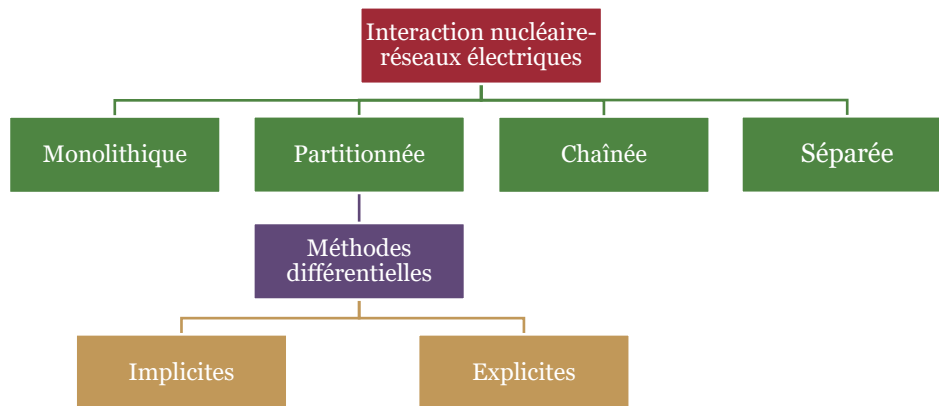 Interaction nucléaire-
réseaux électriques
Monolithique
Partitionnée
Chaînée
Séparée
Méthodes
différentielles
Implicites
Explicites